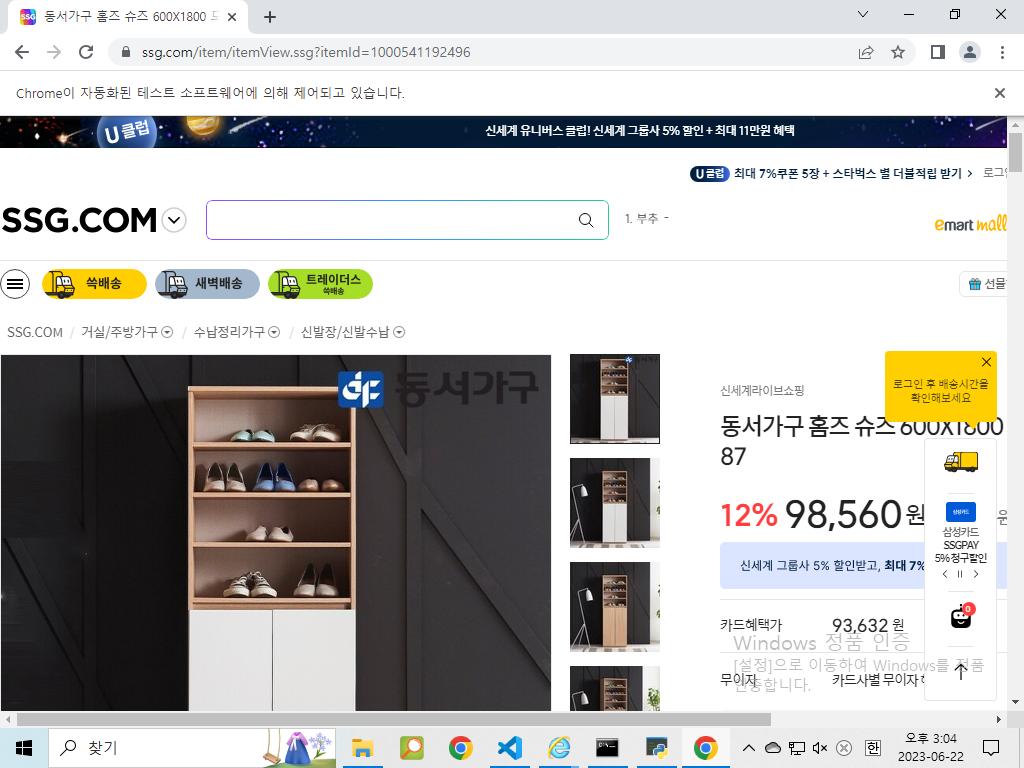 동서가구 홈즈 슈즈 600X1800
ssg.com/item/itemView.ssg?itemId=1000541192496
Chrome이 자동화된 테스트 소프트웨어에 의해 제어되고 있습니다.
U클럽
신세계 유니버스 클럽! 신세계 그룹사 5% 할인 + 최대 11만원 혜택
U클럽 최대 7%쿠폰 5장 + 스타벅스 별 더블적립 받기 >
로그인
SSG.COM
1. 부추 -
emart mall
쓱배송
새벽배송
트레이더스
쓱배송
선물
SSG.COM / 거실/주방가구 / 수납정리가구 / 신발장/신발수납
동서가구
로그인 후 배송시간을
확인해보세요
신세계라이브쇼핑
동서가구 홈즈 슈즈 600X1800
87
12% 98,560원
원
삼성카드
삼성카드
SSGPAY
5% 청구할인
신세계 그룹사 5% 할인받고, 최대 7%
0
카드혜택가 93,632 원
Windows 정품 인증
[설정]으로 이동하여 Windows를 정품
인증합니다.
무이자 카드사별 무이자
찾기
오후 3:04
한
2023-06-22